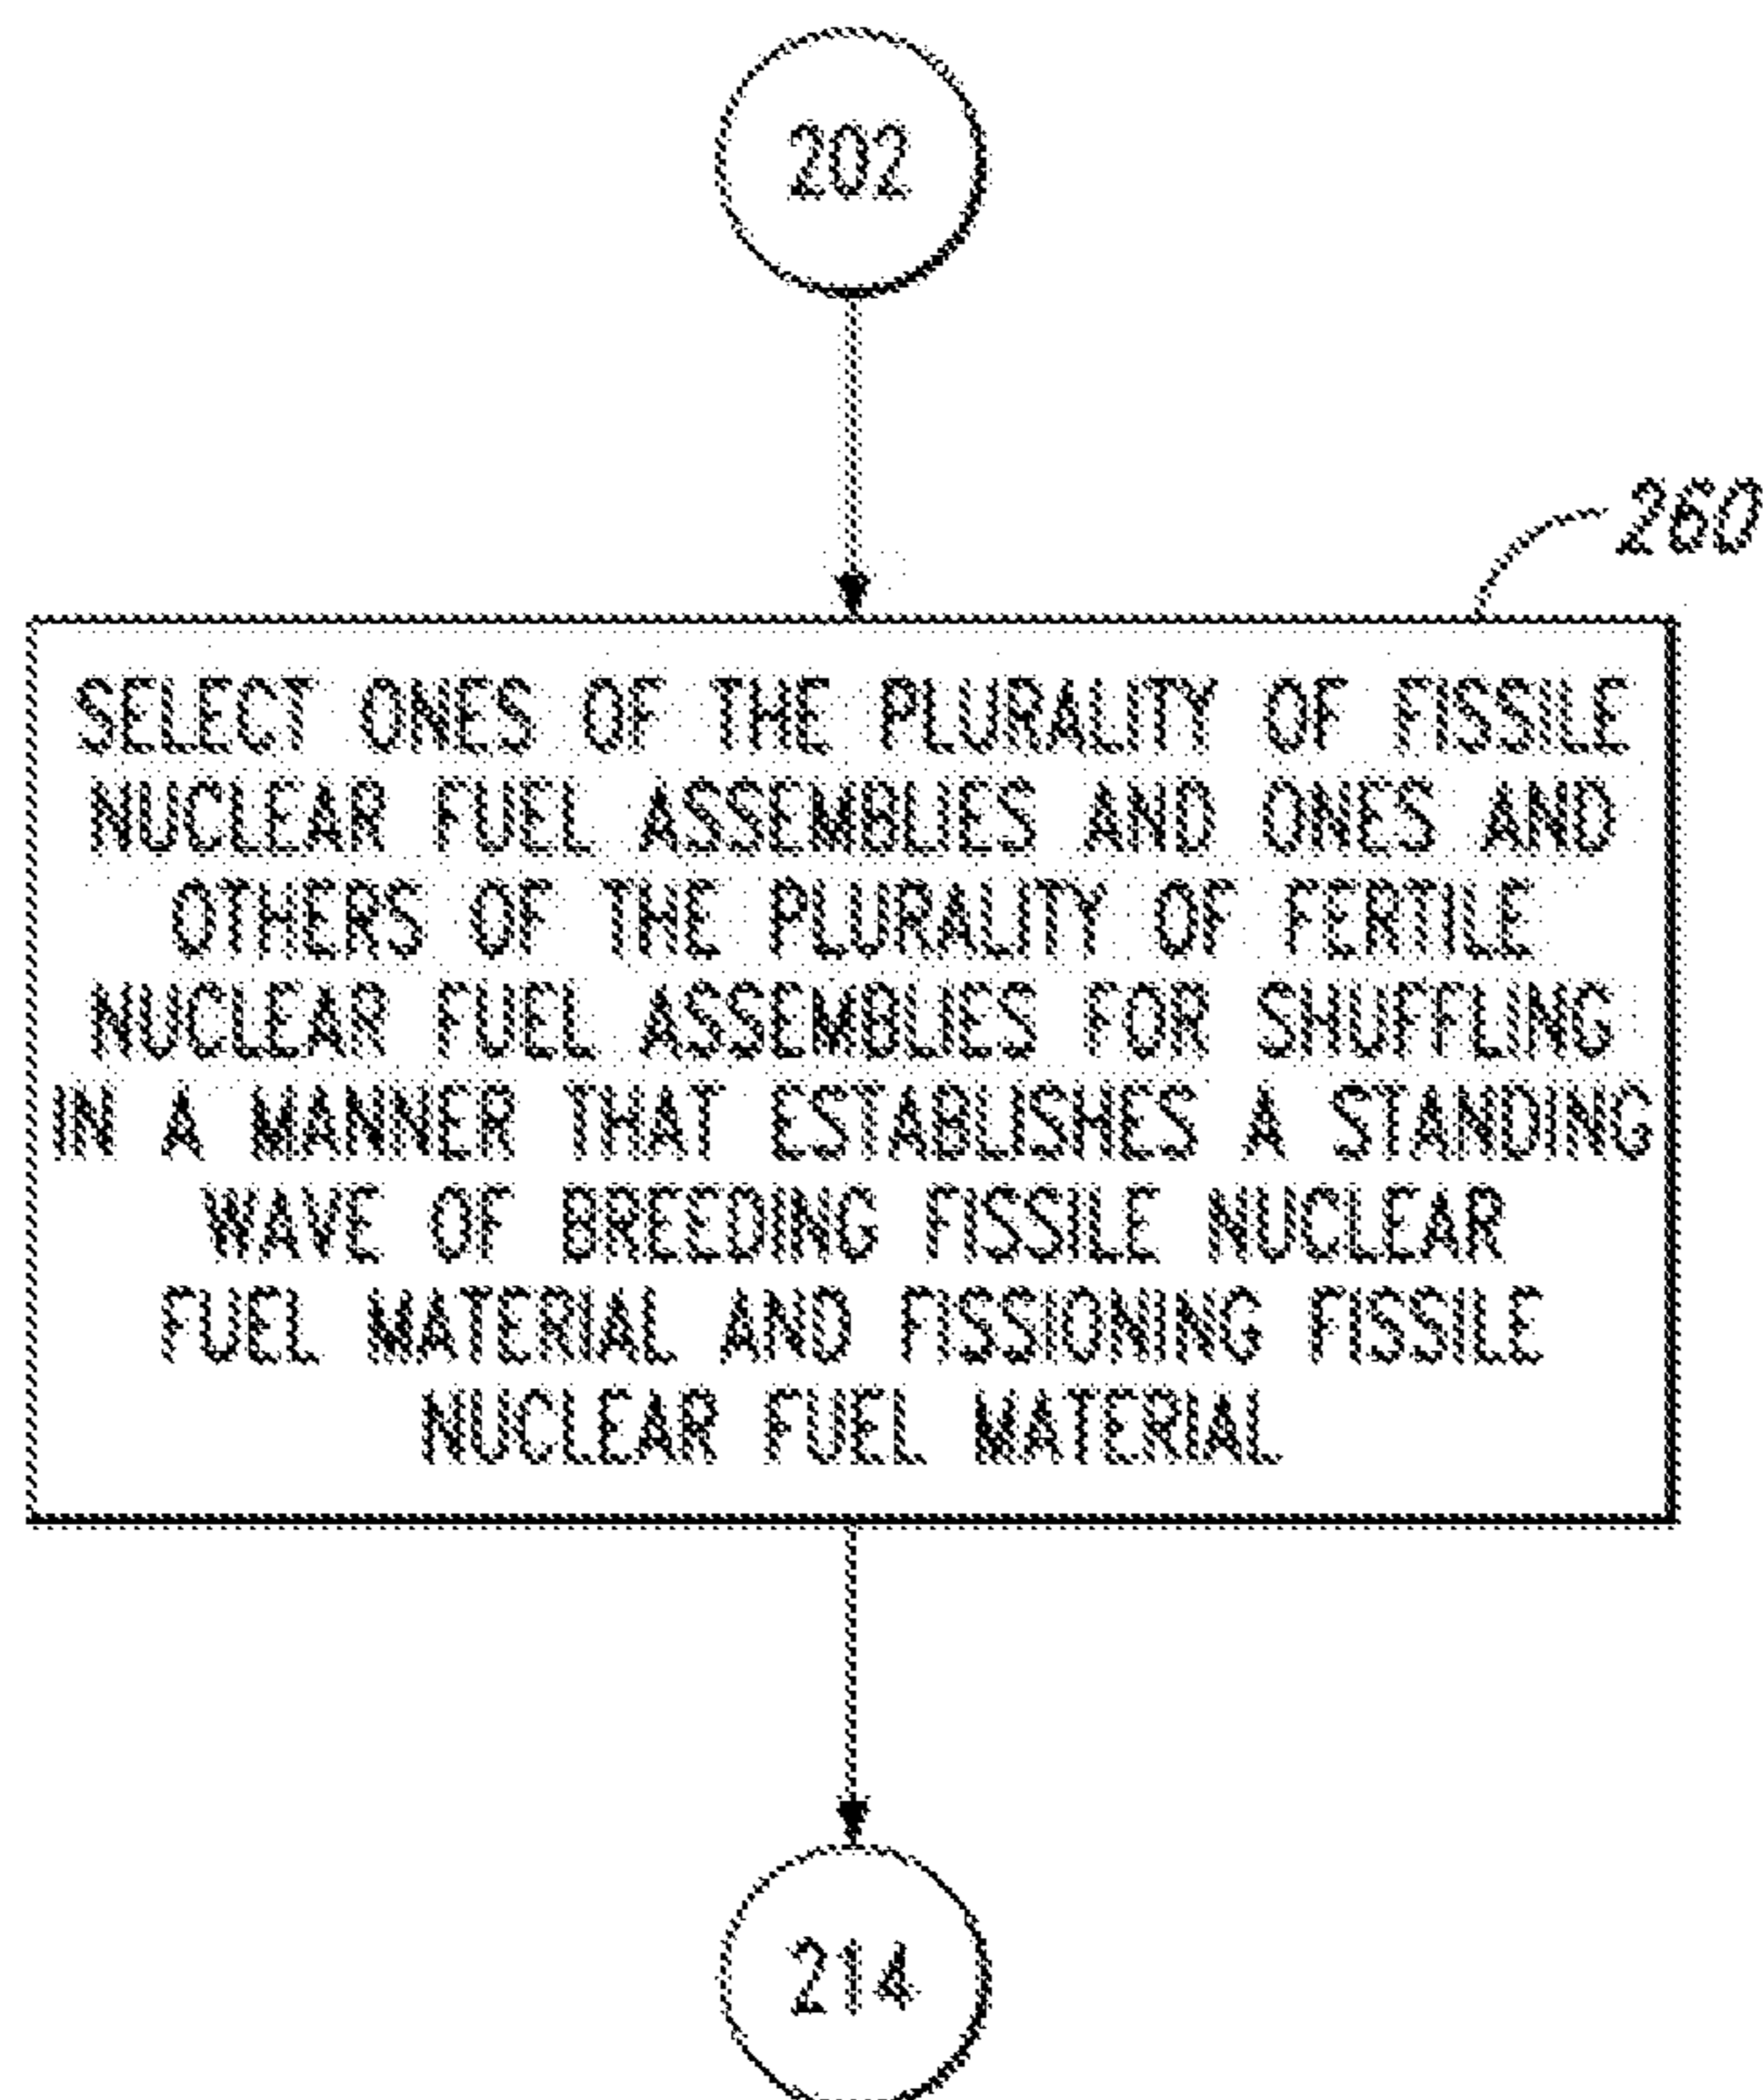 202
260
SELECT ONES OF THE PLURALITY OF FISSILE
NUCLEAR FUEL ASSEMBLIES AND ONES AND
OTHERS OF THE PLURALITY OF FERTILE
NUCLEAR FUEL ASSEMBLIES FOR SHUFFLING
IN A MANNER THAT ESTABLISHES A STANDING
WAVE OF BREEDING FISSILE NUCLEAR
FUEL MATERIAL AND FISSIONING FISSILE
NUCLEAR FUEL MATERIAL
214